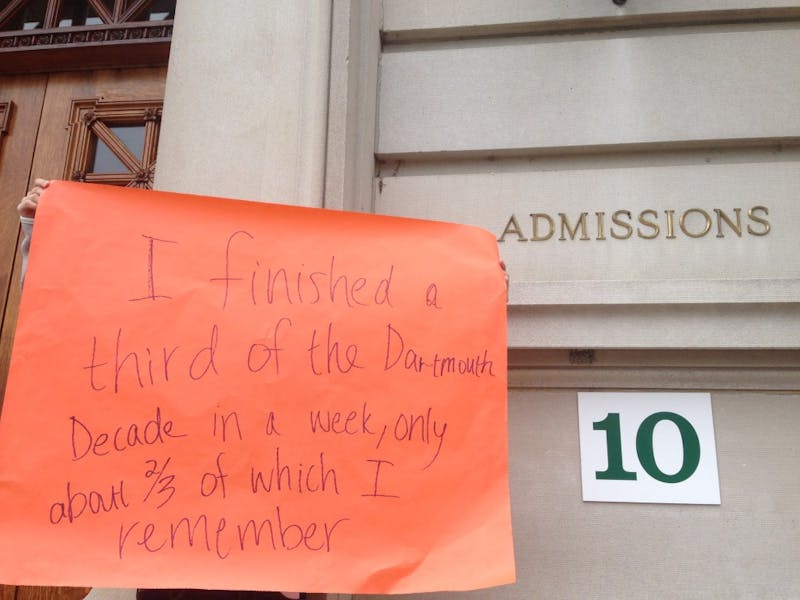 I finished a
third of the Dartmouth
Decade in a week, only
about 2/3 of which I
remember
ADMISSIONS
10